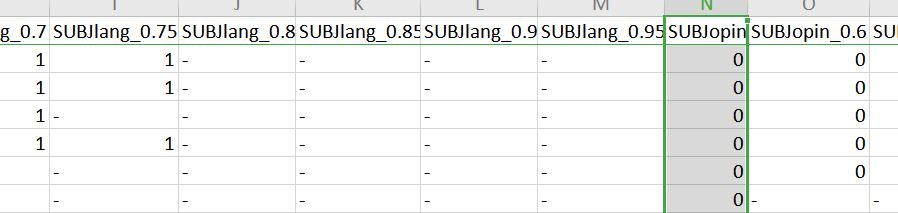 I J K L M N O
g_0.7 SUBJlang_0.75 SUBJlang_0.8 SUBJlang_0.85 SUBJlang_0.9 SUBJlang_0.95 SUBJopin SUBJopin_0.6 SU
1 1 - - - - - 0 0
1 1 - - - - - 0 0
1 - - - - - - 0 0
1 1 - - - - - 0 0
- - - - - - 0 0
- - - - - - 0 - -